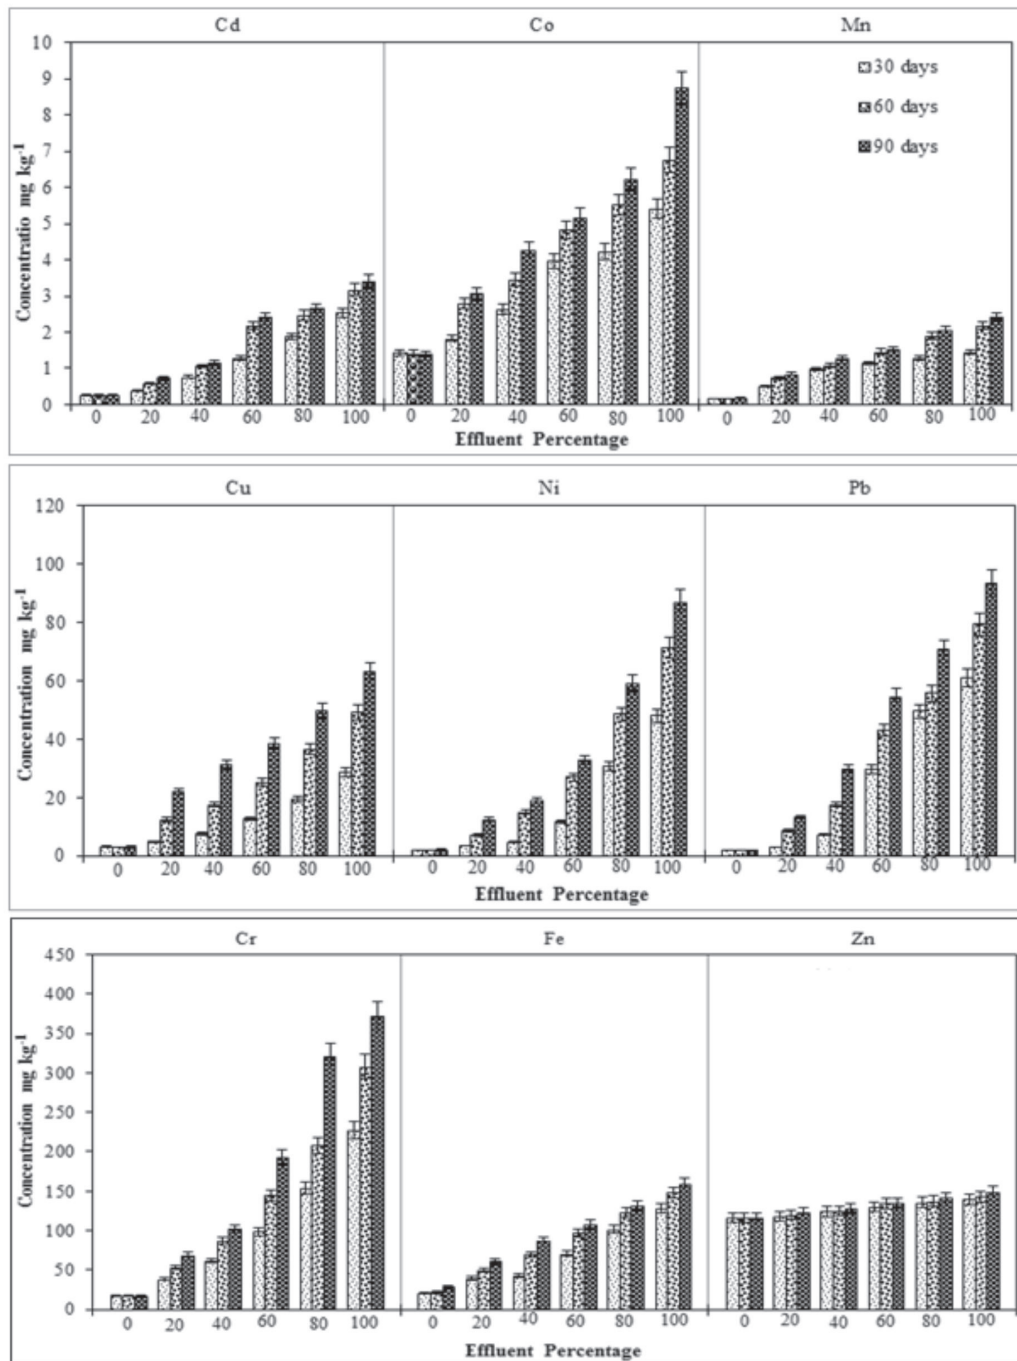 Cd Co Mn
10
9
8
7
6
5
4
3
2
1
0
Concentratio mg kg-1
30 days
60 days
90 days
0 20 40 60 80 100 0 20 40 60 80 100 0 20 40 60 80 100
Effluent Percentage
Cu Ni Pb
120
100
80
60
40
20
0
Concentration mg kg-1
0 20 40 60 80 100 0 20 40 60 80 100 0 20 40 60 80 100
Effluent Percentage
Cr Fe Zn
450
400
350
300
250
200
150
100
50
0
Concentration mg kg-1
0 20 40 60 80 100 0 20 40 60 80 100 0 20 40 60 80 100
Effluent Percentage